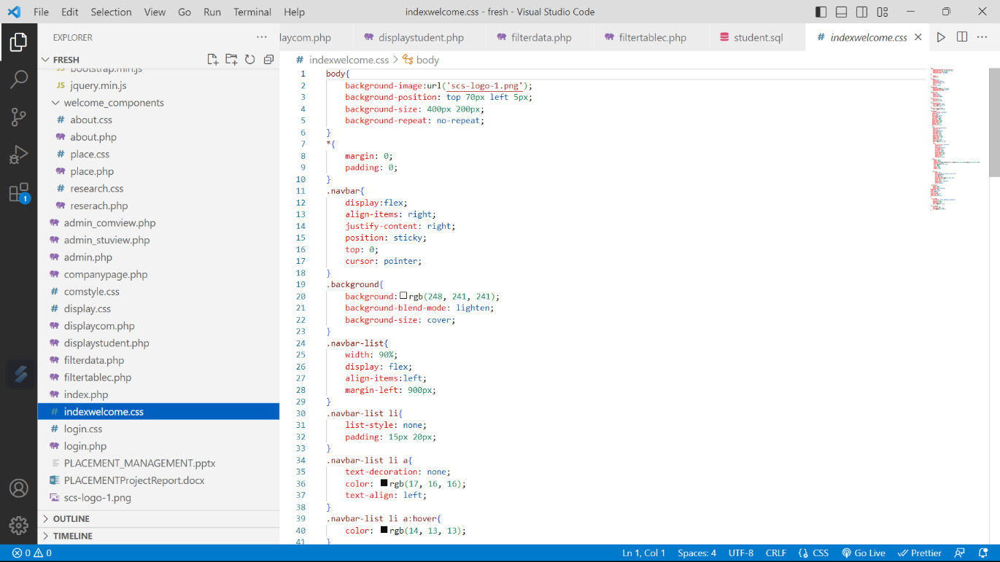 File Edit Selection View Go Run Terminal Help
indexwelcome.css - fresh - Visual Studio Code
EXPLORER
FRESH
bootstrap.min.js
JS jquery.min.js
welcome_components
# about.css
about.php
# place.css
place.php
# research.css
reserach.php
admin_comview.php
admin_stuview.php
admin.php
companypage.php
# comstyle.css
# display.css
displaycom.php
displaystudent.php
filterdata.php
filtertablec.php
index.php
# indexwelcome.css
# login.css
login.php
PLACEMENT_MANAGEMENT.pptx
PLACEMENTProjectReport.docx
scs-logo-1.png
OUTLINE
TIMELINE
1
laycom.php displaystudent.php filterdata.php filtertablec.php student.sql # indexwelcome.css
# indexwelcome.css > body
1 body{
2 background-image:url('scs-logo-1.png');
3 background-position: top 70px left 5px;
4 background-size: 400px 200px;
5 background-repeat: no-repeat;
6 }
7 *{
8 margin: 0;
9 padding: 0;
10 }
11 .navbar{
12 display:flex;
13 align-items: right;
14 justify-content: right;
15 position: sticky;
16 top: 0;
17 cursor: pointer;
18 }
19 .background{
20 background: rgb(248, 241, 241);
21 background-blend-mode: lighten;
22 background-size: cover;
23 }
24 .navbar-list{
25 width: 90%;
26 display: flex;
27 align-items:left;
28 margin-left: 900px;
29 }
30 .navbar-list li{
31 list-style: none;
32 padding: 15px 20px;
33 }
34 .navbar-list li a{
35 text-decoration: none;
36 color: rgb(17, 16, 16);
37 text-align: left;
38 }
39 .navbar-list li a:hover{
40 color: rgb(14, 13, 13);
41 }
0 0 Ln 1, Col 1 Spaces: 4 UTF-8 CRLF {} CSS Go Live Prettier